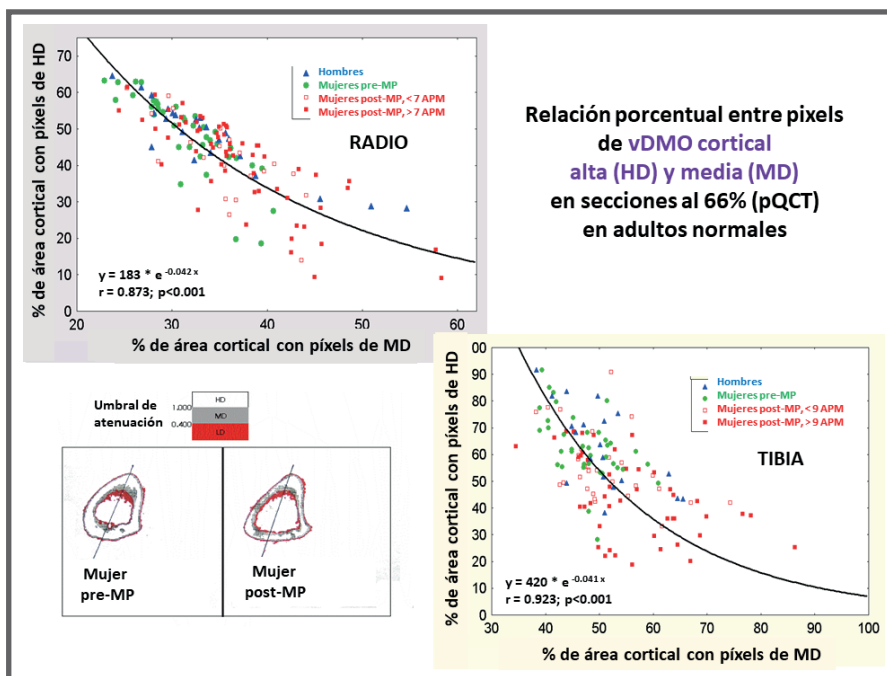 % de área cortical con píxels de HD
70
60
50
40
30
20
10
0
20
30
40
50
60
% de área cortical con píxels de MD
Hombres
Mujeres pre-MP
Mujeres post-MP, < 7 APM
Mujeres post-MP, > 7 APM
RADIO
y = 183 * e -0.042 x
r = 0.873; p<0.001
Relación porcentual entre pixels
de vDMO cortical
alta (HD) y media (MD)
en secciones al 66% (pQCT)
en adultos normales
Umbral de
atenuación
HD
1.000
MD
0.400
LD
Mujer
pre-MP
Mujer
post-MP
% de área cortical con píxels de HD
00
90
80
70
60
50
40
30
20
10
0
30
40
50
60
70
80
90
100
% de área cortical con píxels de MD
Hombres
Mujeres pre-MP
Mujeres post-MP, < 9 APM
Mujeres post-MP, > 9 APM
TIBIA
y = 420 * e -0.041 x
r = 0.923; p<0.001